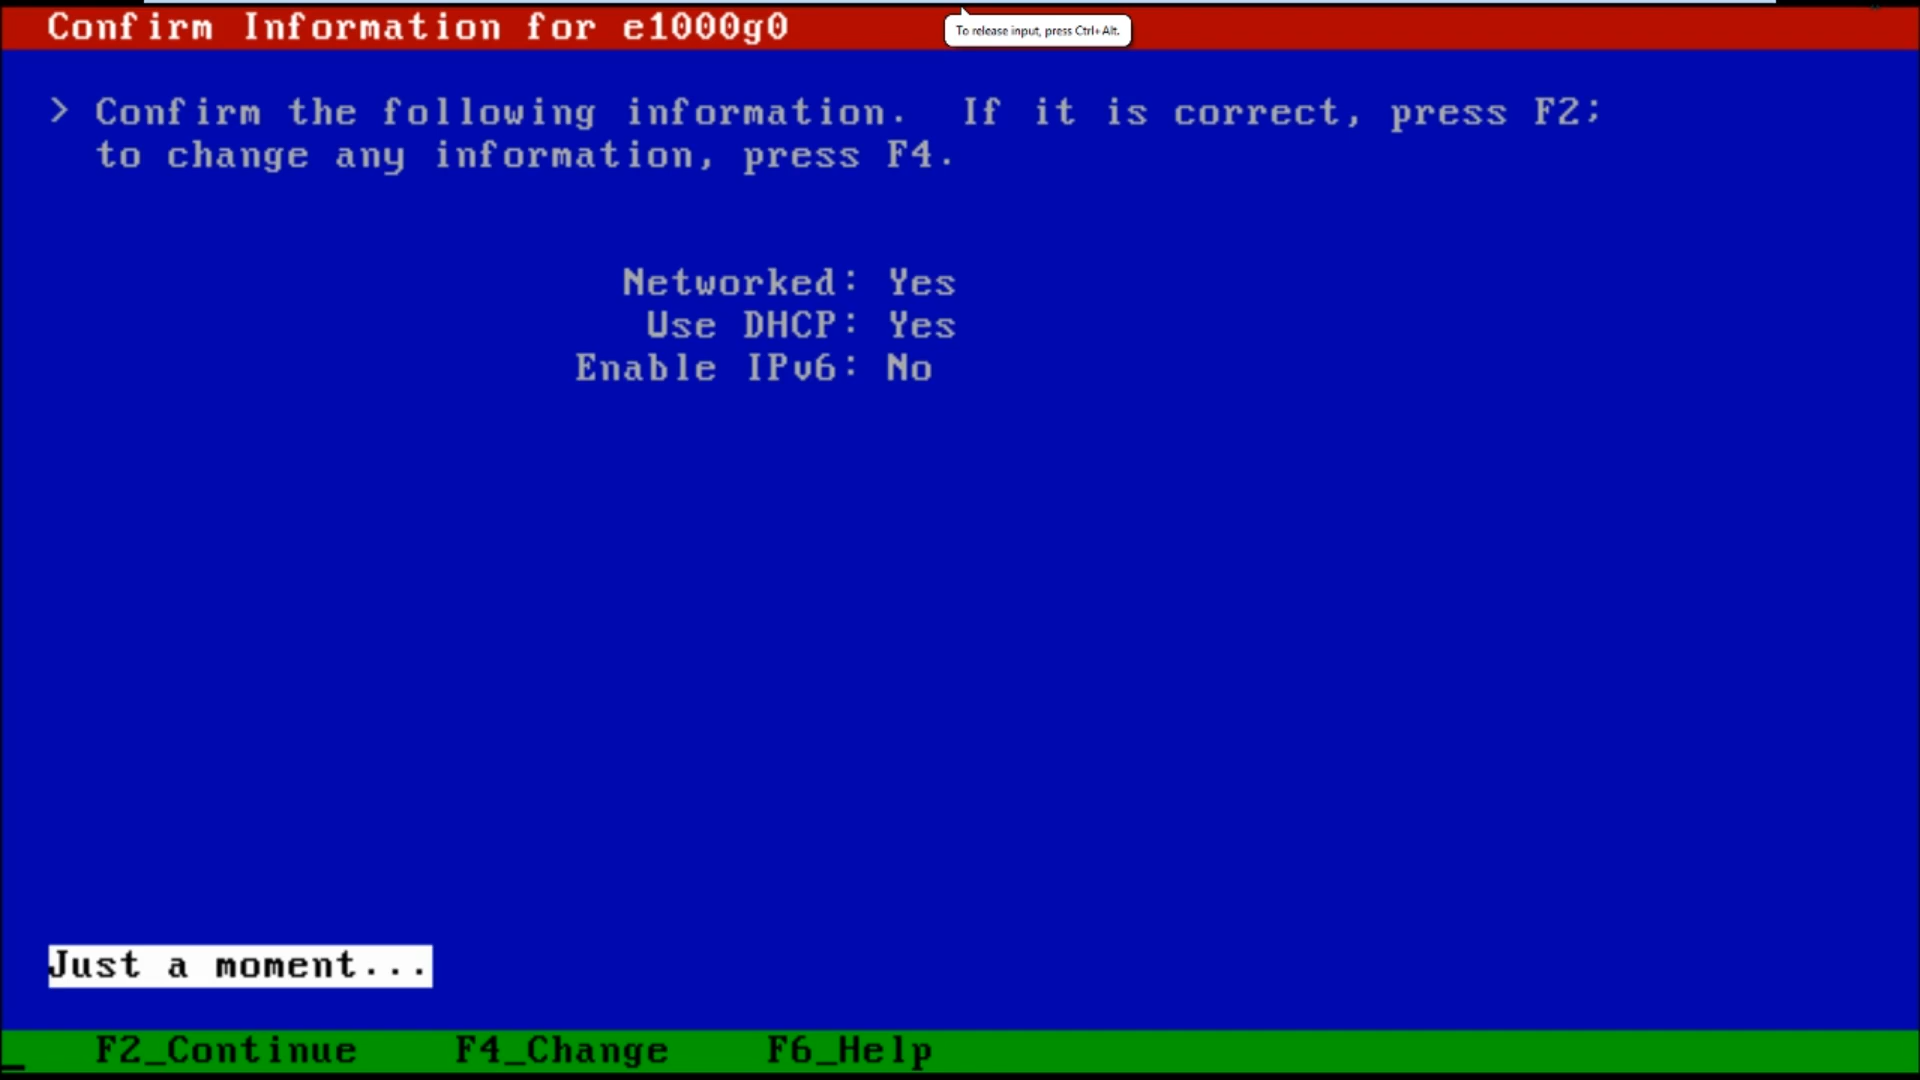 Confirm Information for e1000g0
To release input, press Ctrl+Alt.
> Confirm the following information.  If it is correct, press F2;
to change any information, press F4.
Networked: Yes
Use DHCP: Yes
Enable IPv6: No
Just a moment...
F2_Continue    F4_Change    F6_Help